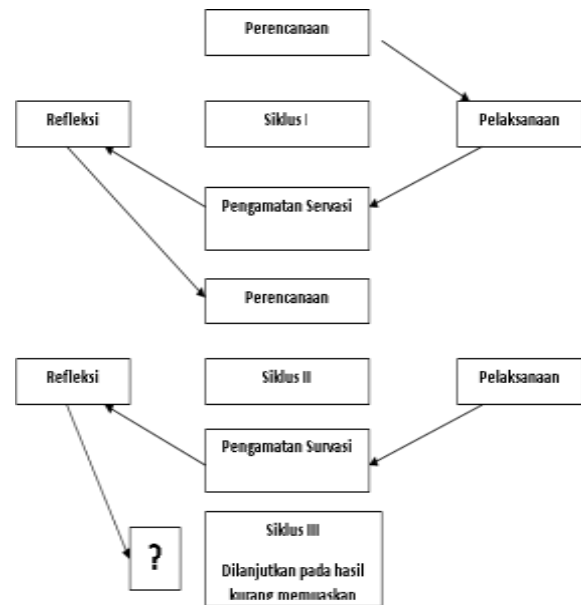 Perencanaan
Refleksi
Siklus I
Pelaksanaan
Pengamatan Servasi
Perencanaan
Refleksi
Siklus II
Pelaksanaan
Pengamatan Survasi
?
Siklus III
Dilanjutkan pada hasil
kurang memuaskan